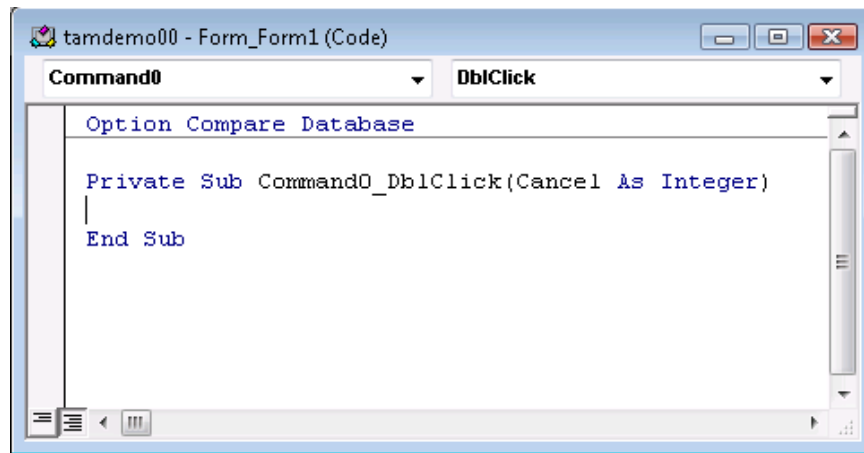 tamdemo00 - Form_Form1 (Code)
Command0 DblClick
Option Compare Database
Private Sub Command0_DblClick(Cancel As Integer)
End Sub